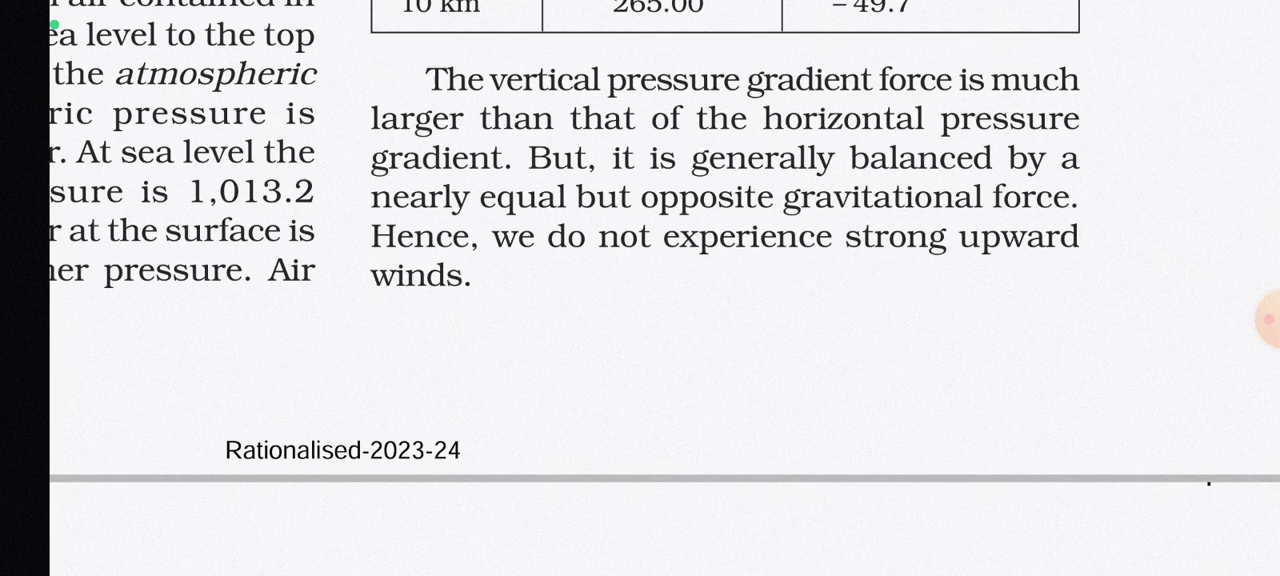 ea level to the top
the atmospheric
ric pressure is
r. At sea level the
sure is 1,013.2
r at the surface is
her pressure. Air
10 km 265.00 – 49.7
The vertical pressure gradient force is much
larger than that of the horizontal pressure
gradient. But, it is generally balanced by a
nearly equal but opposite gravitational force.
Hence, we do not experience strong upward
winds.
Rationalised-2023-24